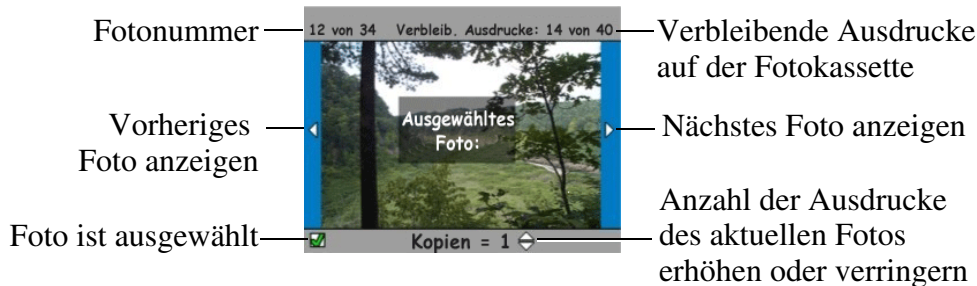 Fotonummer
12 von 34 Verbleib. Ausdrucke: 14 von 40
Verbleibende Ausdrucke
auf der Fotokassette
Vorheriges
Foto anzeigen
Ausgewähltes
Foto:
Nächstes Foto anzeigen
Foto ist ausgewählt
Kopien = 1
Anzahl der Ausdrucke
des aktuellen Fotos
erhöhen oder verringern